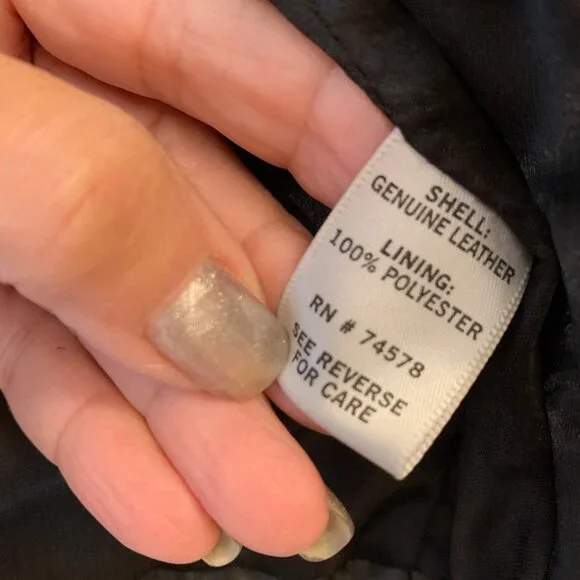 SHELL:
GENUINE LEATHER
LINING:
100% POLYESTER
RN # 74578
SEE REVERSE
FOR CARE